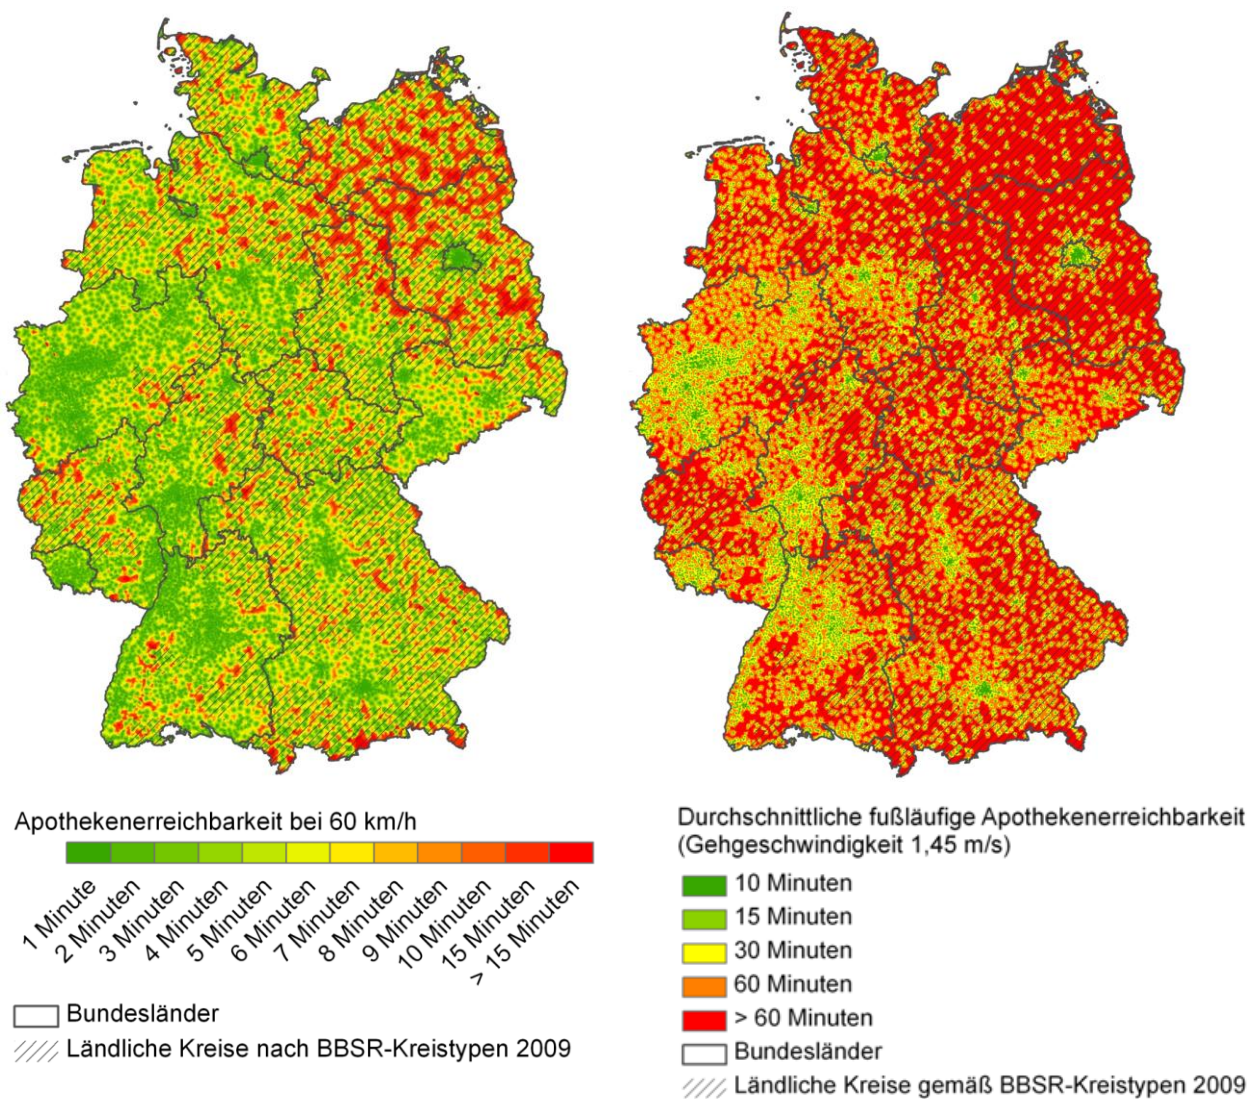 Apothekenerreichbarkeit bei 60 km/h
1 Minute
2 Minuten
3 Minuten
4 Minuten
5 Minuten
6 Minuten
7 Minuten
8 Minuten
9 Minuten
10 Minuten
15 Minuten
> 15 Minuten
Bundesländer
Ländliche Kreise nach BBSR-Kreistypen 2009
Durchschnittliche fußläufige Apothekenerreichbarkeit
(Gehgeschwindigkeit 1,45 m/s)
10 Minuten
15 Minuten
30 Minuten
60 Minuten
> 60 Minuten
Bundesländer
Ländliche Kreise gemäß BBSR-Kreistypen 2009